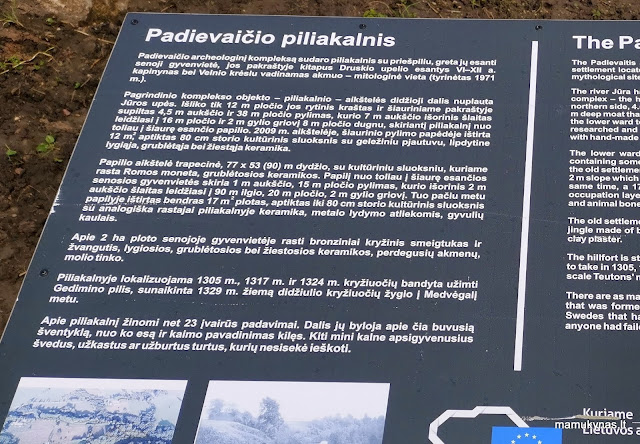 Padievaičio piliakalnis
Padievaičio archeologinį kompleksą sudaro piliakalnis su priešpiliu, greta jų esanti
senoji gyvenvietė, jos pakraštyje kitapus Druskio upelio esantys VI–XII a.
kapinynas bei Velnio krėslu vadinamas akmuo – mitologinė vieta (tyrinėtas 1971
m.).
Pagrindinio komplekso objekto – piliakalnio – aikštelės didžioji dalis nuplauta
Jūros upės. Išliko tik 12 m pločio jos rytinis kraštas ir šiauriniame pakraštyje
supiltas 4,5 m aukščio ir 38 m pločio pylimas, kurio 7 m aukščio išorinis šlaitas
leidžiasi į 16 m pločio ir 2 m gylio griovį 8 m pločio dugnu, skiriantį piliakalnį nuo
toliau į šiaurę esančio papilio. 2009 m. aikštelėje, šiaurinio pylimo papėdėje ištirta
12 m², aptiktas 80 cm storio kultūrinis sluoksnis su geležiniu pjautuvu, lipdytine
lygiąja, grublėtąja bei žiestąja keramika.
Papilio aikštelė trapecinė, 77 x 53 (90) m dydžio, su kultūriniu sluoksniu, kuriame
rasta Romos moneta, grublėtosios keramikos. Papilį nuo toliau į šiaurę esančios
senosios gyvenvietės skiria 1 m aukščio, 15 m pločio pylimas, kurio išorinis 2 m
aukščio šlaitas leidžiasi į 90 m ilgio, 20 m pločio, 2 m gylio griovį. Tuo pačiu metu
papilyje ištirtas bendras 17 m² plotas, aptiktas iki 80 cm storio kultūrinis sluoksnis
su analogiška rastajai piliakalnyje keramika, metalo lydymo atliekomis, gyvulių
kaulais.
Apie 2 ha ploto senojoje gyvenvietėje rasti bronziniai kryžinis smeigtukas ir
žvangutis, lygiosios, grublėtosios bei žiestosios keramikos, perdegusių akmenų,
molio tinko.
Piliakalnyje lokalizuojama 1305 m., 1317 m. ir 1324 m. kryžiuočių bandyta užimti
Gedimino pilis, sunaikinta 1329 m. žiemą didžiulio kryžiuočių žygio į Medvėgalį
metu.
Apie piliakalnį žinomi net 23 įvairūs padavimai. Dalis jų byloja apie čia buvusią
šventyklą, nuo ko esą ir kaimo pavadinimas kilęs. Kiti mini kalne apsigyvenusius
švedus, užkastus ar užburtus turtus, kurių nesisekė ieškoti.
The Pa
The Padievaitis
settlement locate
mythological sto
The river Jūra ha
complex – the h
northern side, 4.
m deep moat tha
the lower ward t
researched and
with hand-made
The lower ward
containing some
the old settlemen
2 m slope which
same time, a 17
occupation layer
and animal bone
The old settleme
jingle made of b
clay plaster.
The hillfort is st
to take in 1305,
scale Teutons'
There are as ma
that was former
Swedes that ha
anyone had faile
Kuriame
Lietuvos a
mamukynas.lt